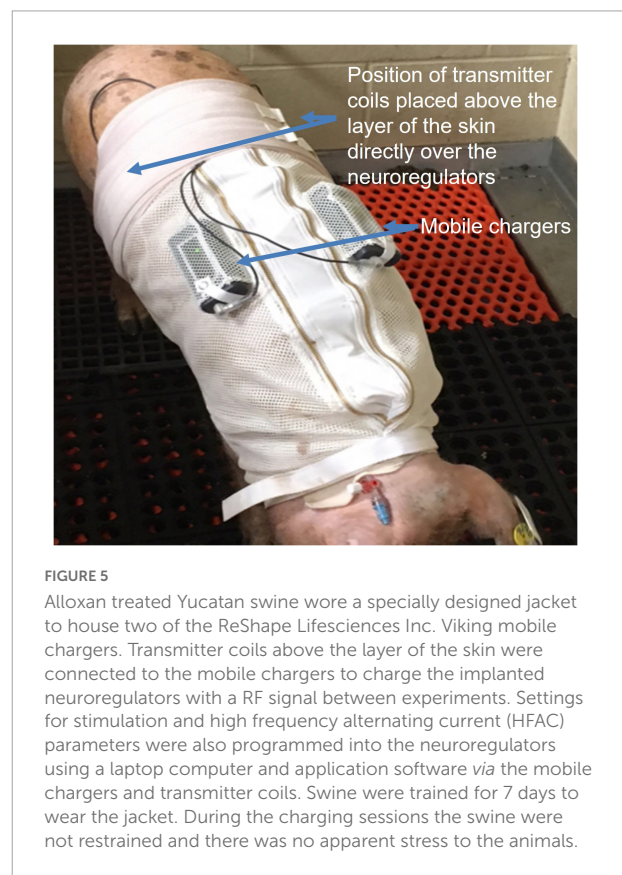 Position of transmitter
coils placed above the
layer of the skin
directly over the
neuroregulators
Mobile chargers
FIGURE 5
Alloxan treated Yucatan swine wore a specially designed jacket
to house two of the ReShape Lifesciences Inc. Viking mobile
chargers. Transmitter coils above the layer of the skin were
connected to the mobile chargers to charge the implanted
neuroregulators with a RF signal between experiments. Settings
for stimulation and high frequency alternating current (HFAC)
parameters were also programmed into the neuroregulators
using a laptop computer and application software via the mobile
chargers and transmitter coils. Swine were trained for 7 days to
wear the jacket. During the charging sessions the swine were
not restrained and there was no apparent stress to the animals.